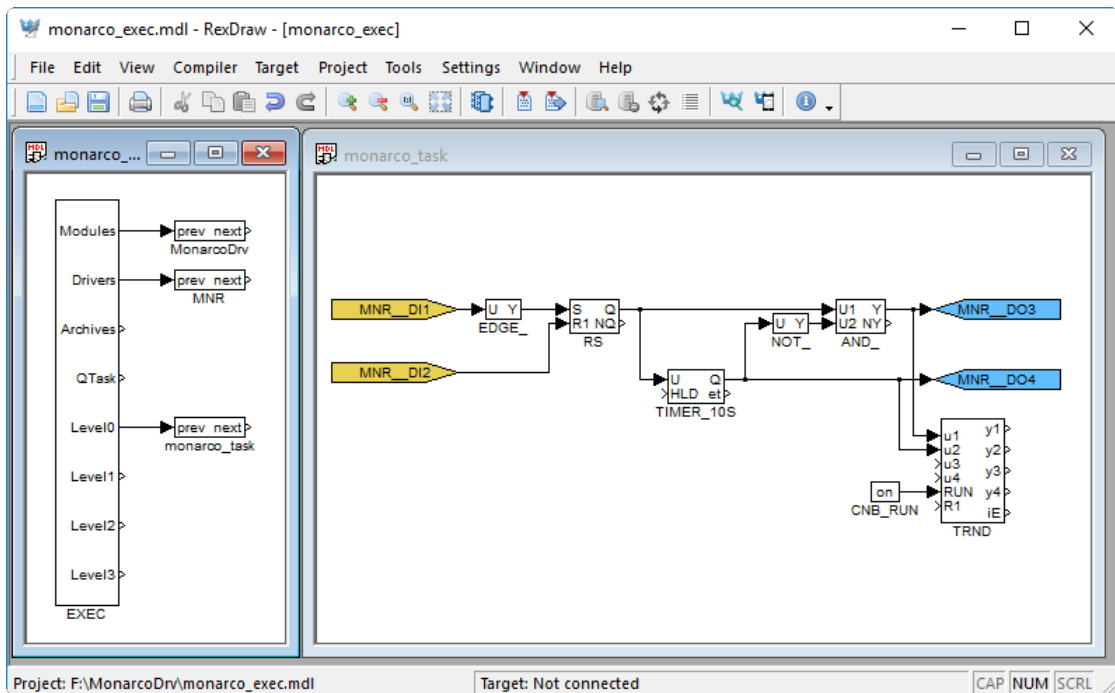 monarco_exec.mdl - RexDraw - [monarco_exec]
File Edit View Compiler Target Project Tools Settings Window Help
MDL monarco_...
MDL monarco_task
Modules
prev next
MonarcoDrv
Drivers
prev next
MNR
Archives
QTask
Level0
prev next
monarco_task
Level1
Level2
Level3
EXEC
MNR__DI1
U Y
EDGE_
S Q
R1 NQ
RS
U1 Y
U2 NY
AND_
MNR__DO3
U Y
NOT_
MNR__DI2
U Q
HLD et
TIMER_10S
MNR__DO4
u1 y1
u2 y2
u3 y3
u4 y4
RUN
R1 iE
TRND
on
CNB_RUN
Project: F:\MonarcoDrv\monarco_exec.mdl Target: Not connected CAP NUM SCRL